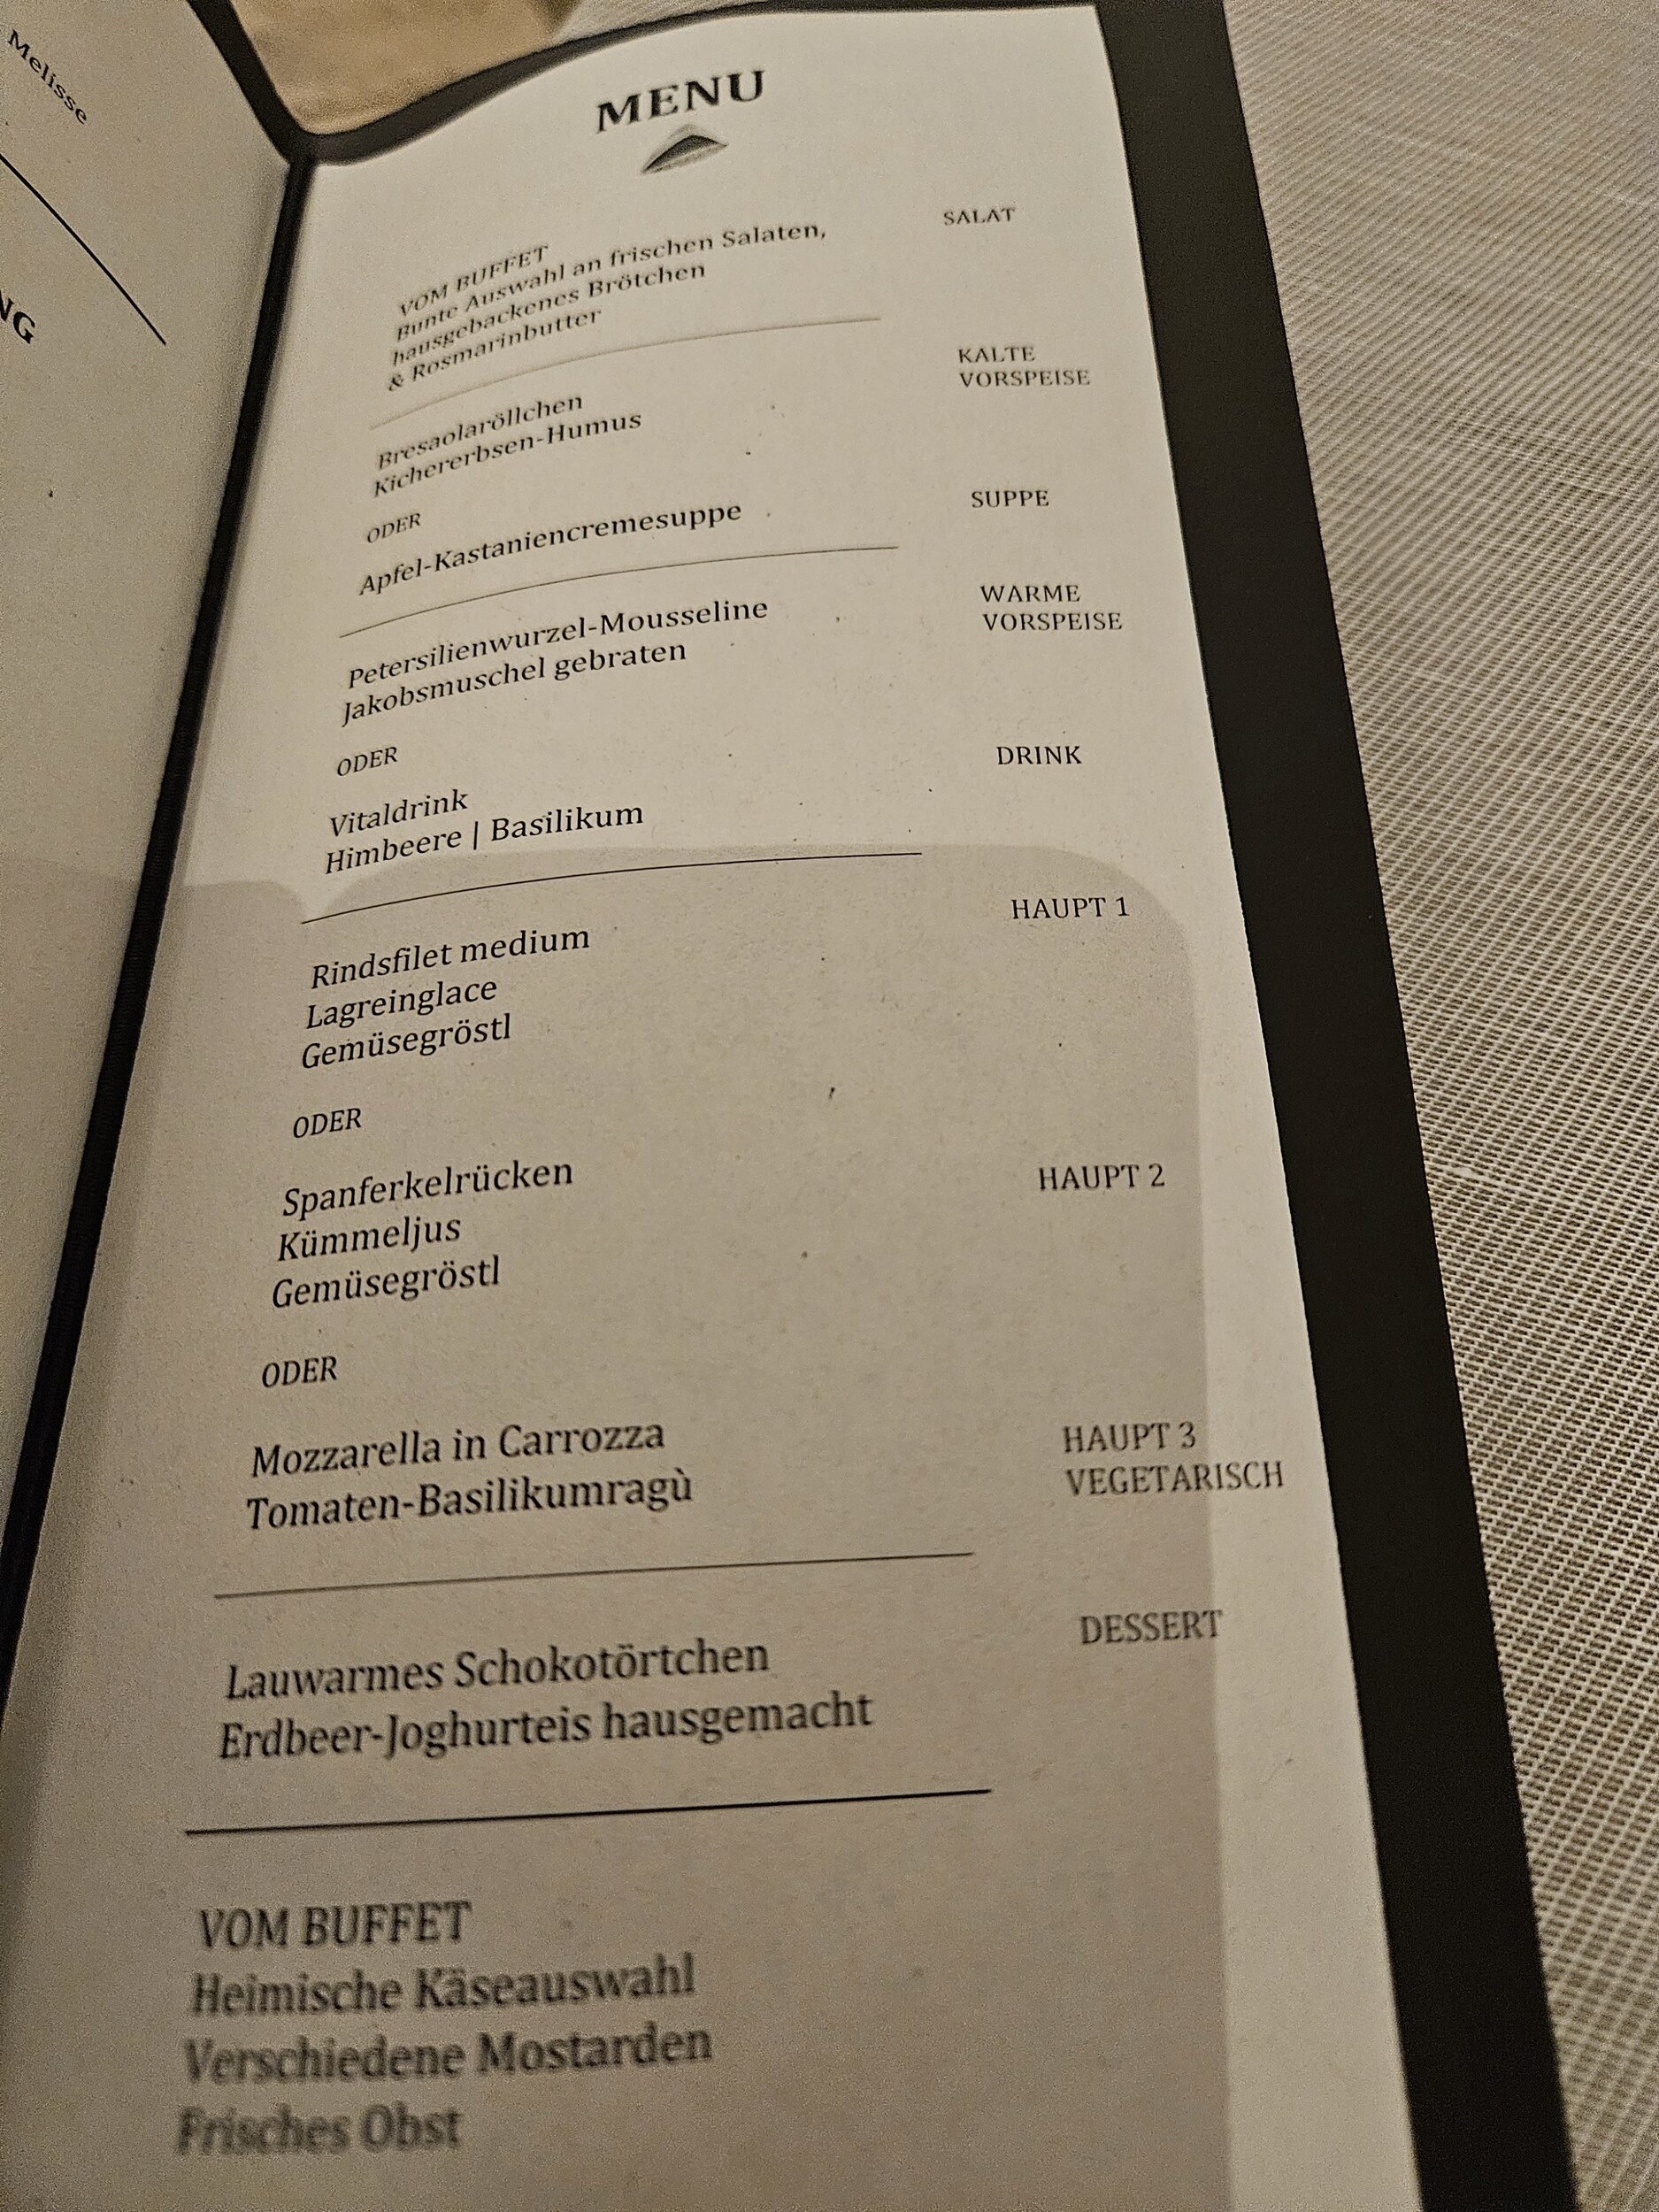 Melisse
NG
MENU
SALAT
VOM BUFFET
Bunte Auswahl an frischen Salaten,
hausgebackenes Brötchen
& Rosmarinbutter
KALTE
VORSPEISE
Bresaolaröllchen
Kichererbsen-Humus
ODER
SUPPE
Apfel-Kastaniencremesuppe
WARME
VORSPEISE
Petersilienwurzel-Mousseline
Jakobsmuschel gebraten
ODER
DRINK
Vitaldrink
Himbeere | Basilikum
HAUPT 1
Rindsfilet medium
Lagreinglace
Gemüsegröstl
ODER
HAUPT 2
Spanferkelrücken
Kümmeljus
Gemüsegröstl
ODER
HAUPT 3
VEGETARISCH
Mozzarella in Carrozza
Tomaten-Basilikumragù
DESSERT
Lauwarmes Schokotörtchen
Erdbeer-Joghurteis hausgemacht
VOM BUFFET
Heimische Käseauswahl
Verschiedene Mostarden
Frisches Obst